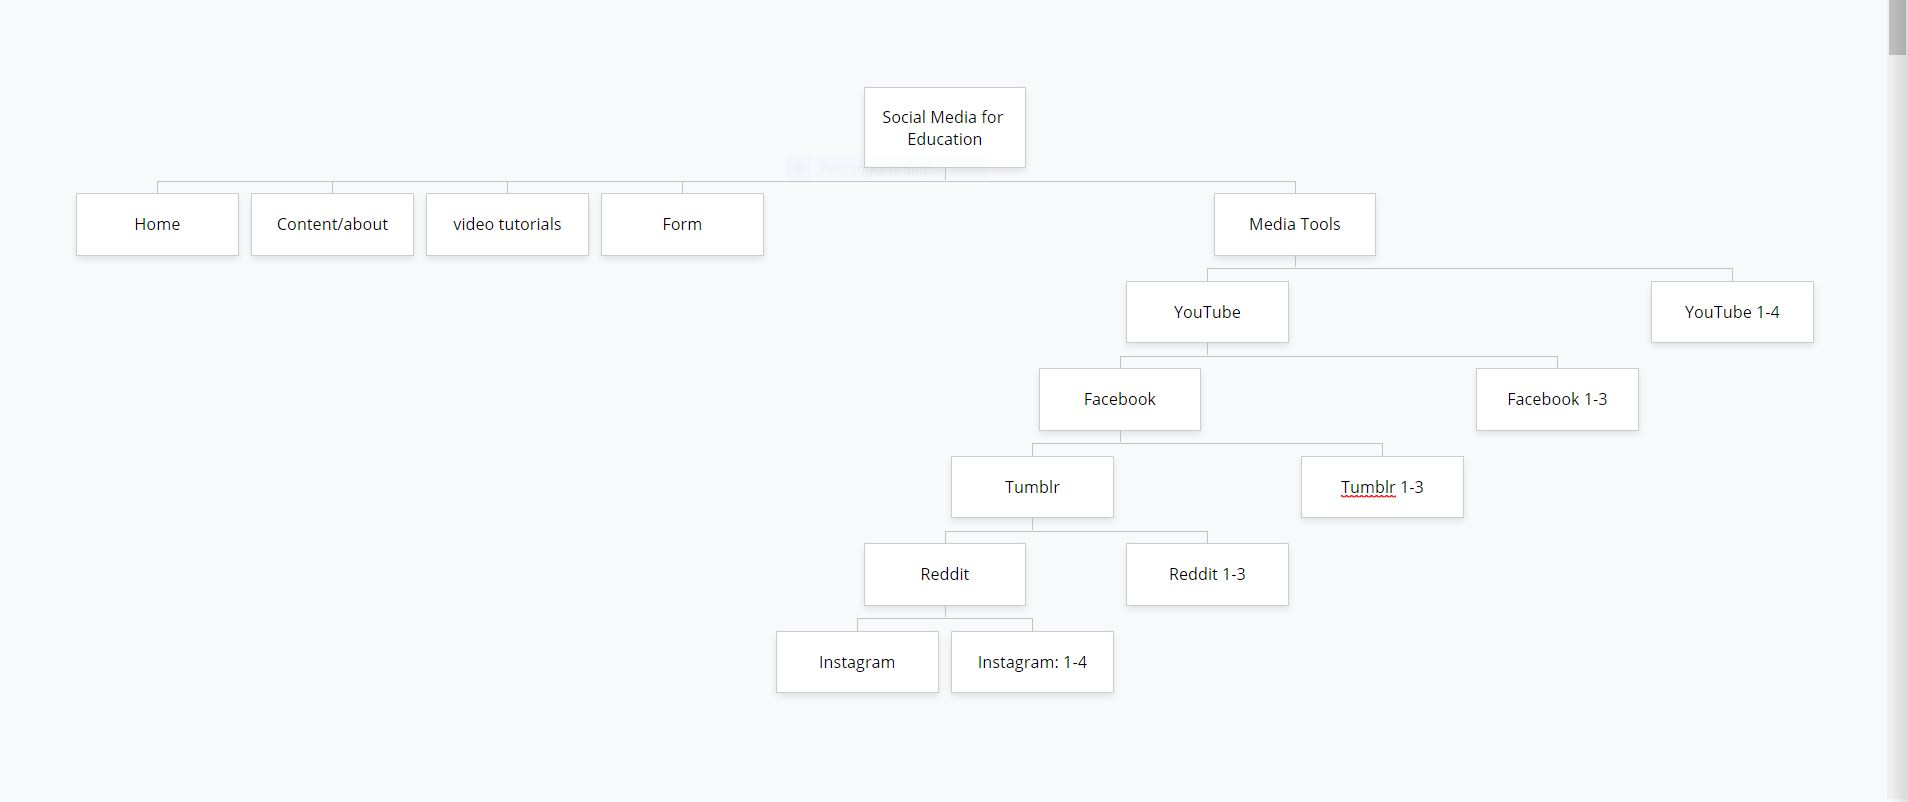 Social Media for
Education
Home
Content/about
video tutorials
Form
Media Tools
YouTube
YouTube 1-4
Facebook
Facebook 1-3
Tumblr
Tumblr 1-3
Reddit
Reddit 1-3
Instagram
Instagram: 1-4